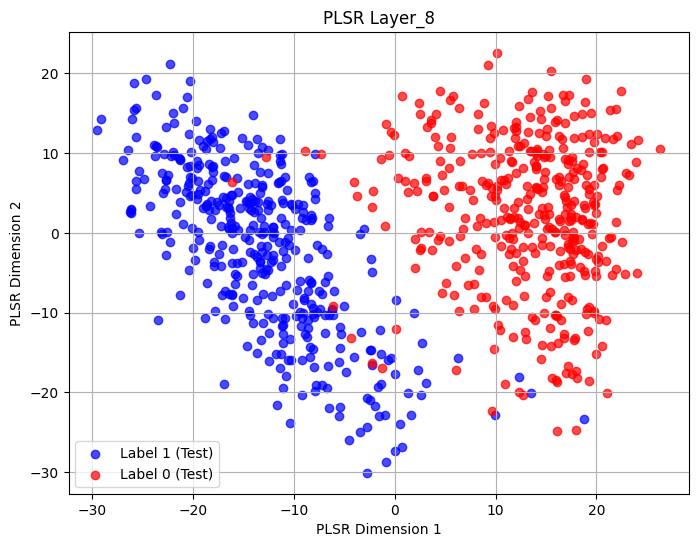 PLSR Layer_8
PLSR Dimension 2
20
10
0
−10
−20
−30
Label 1 (Test)
Label 0 (Test)
−30 −20 −10 0 10 20
PLSR Dimension 1